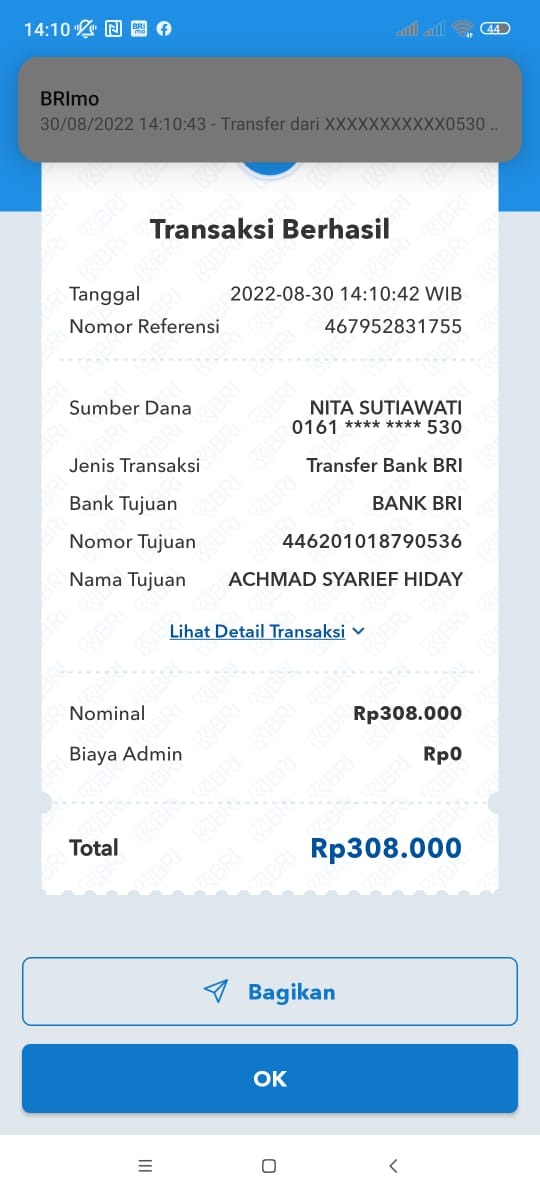 14:10
44
BRImo
30/08/2022 14:10:43 - Transfer dari XXXXXXXXXXX0530 ..
Transaksi Berhasil
Tanggal 2022-08-30 14:10:42 WIB
Nomor Referensi 467952831755
Sumber Dana NITA SUTIAWATI
0161 **** **** 530
Jenis Transaksi Transfer Bank BRI
Bank Tujuan BANK BRI
Nomor Tujuan 446201018790536
Nama Tujuan ACHMAD SYARIEF HIDAY
Lihat Detail Transaksi
Nominal Rp308.000
Biaya Admin Rp0
Total Rp308.000
Bagikan
OK